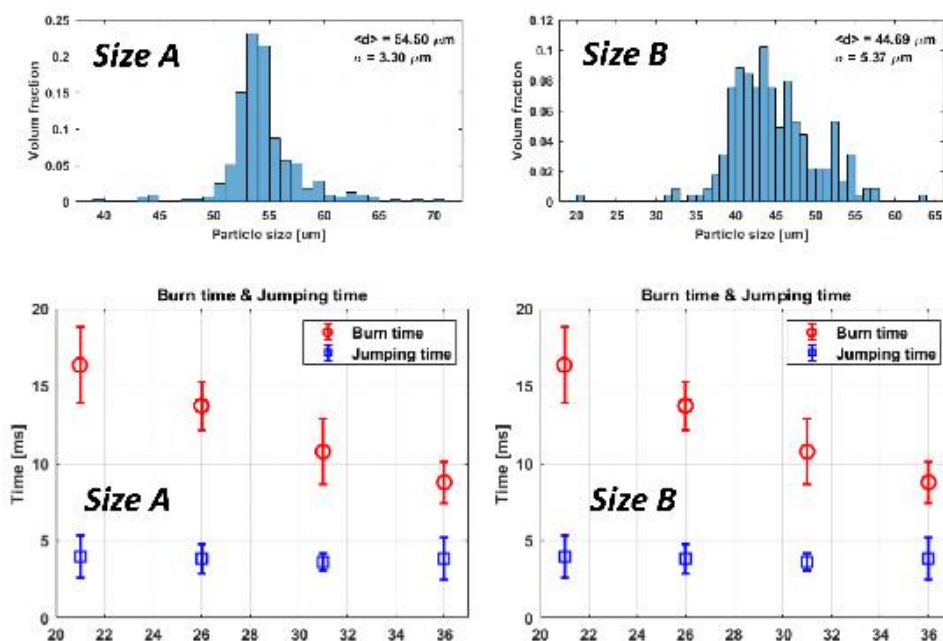 Size A
<d> = 54.50 μm
σ = 3.30 μm
Volum fraction
0.25
0.2
0.15
0.1
0.05
0
40 45 50 55 60 65 70
Particle size [um]
Size B
<d> = 44.69 μm
σ = 5.37 μm
Volum fraction
0.12
0.1
0.08
0.06
0.04
0.02
0
20 25 30 35 40 45 50 55 60 65
Particle size [um]
Burn time & Jumping time
Burn time
Jumping time
Time [ms]
20
15
10
5
0
Size A
20 22 24 26 28 30 32 34 36
Burn time & Jumping time
Burn time
Jumping time
Time [ms]
20
15
10
5
0
Size B
20 22 24 26 28 30 32 34 36